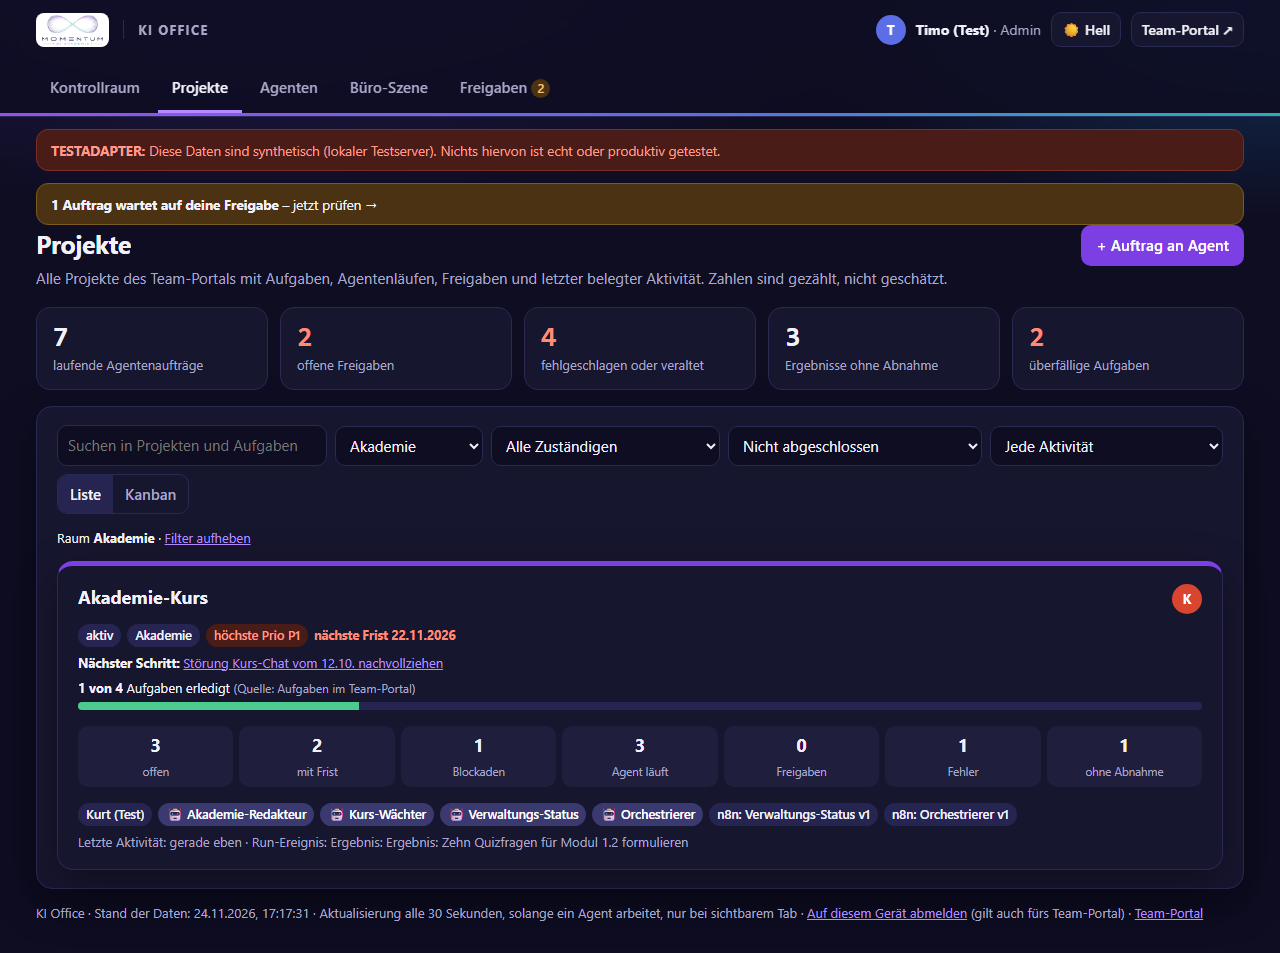 MOMENTUM
KI OFFICE
T Timo (Test) · Admin
Hell
Team-Portal ↗
Kontrollraum
Projekte
Agenten
Büro-Szene
Freigaben 2
TESTADAPTER: Diese Daten sind synthetisch (lokaler Testserver). Nichts hiervon ist echt oder produktiv getestet.
1 Auftrag wartet auf deine Freigabe – jetzt prüfen →
Projekte
+ Auftrag an Agent
Alle Projekte des Team-Portals mit Aufgaben, Agentenläufen, Freigaben und letzter belegter Aktivität. Zahlen sind gezählt, nicht geschätzt.
7
laufende Agentenaufträge
2
offene Freigaben
4
fehlgeschlagen oder veraltet
3
Ergebnisse ohne Abnahme
2
überfällige Aufgaben
Suchen in Projekten und Aufgaben
Akademie
Alle Zuständigen
Nicht abgeschlossen
Jede Aktivität
Liste
Kanban
Raum Akademie · Filter aufheben
Akademie-Kurs
K
aktiv
Akademie
höchste Prio P1
nächste Frist 22.11.2026
Nächster Schritt: Störung Kurs-Chat vom 12.10. nachvollziehen
1 von 4 Aufgaben erledigt (Quelle: Aufgaben im Team-Portal)
3
offen
2
mit Frist
1
Blockaden
3
Agent läuft
0
Freigaben
1
Fehler
1
ohne Abnahme
Kurt (Test)
Akademie-Redakteur
Kurs-Wächter
Verwaltungs-Status
Orchestrierer
n8n: Verwaltungs-Status v1
n8n: Orchestrierer v1
Letzte Aktivität: gerade eben · Run-Ereignis: Ergebnis: Ergebnis: Zehn Quizfragen für Modul 1.2 formulieren
KI Office · Stand der Daten: 24.11.2026, 17:17:31 · Aktualisierung alle 30 Sekunden, solange ein Agent arbeitet, nur bei sichtbarem Tab · Auf diesem Gerät abmelden (gilt auch fürs Team-Portal) · Team-Portal